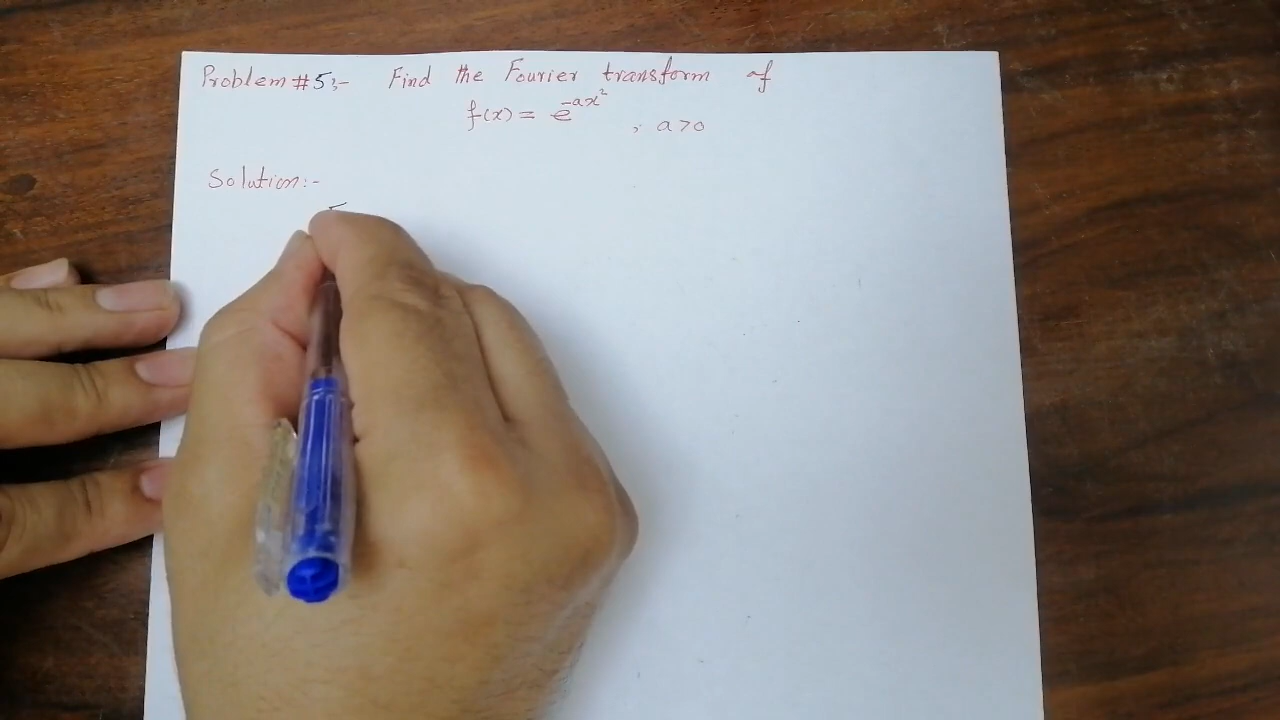 Problem #5:- Find the Fourier transform of
f(x) = e^{-ax²} , a>0
Solution:-